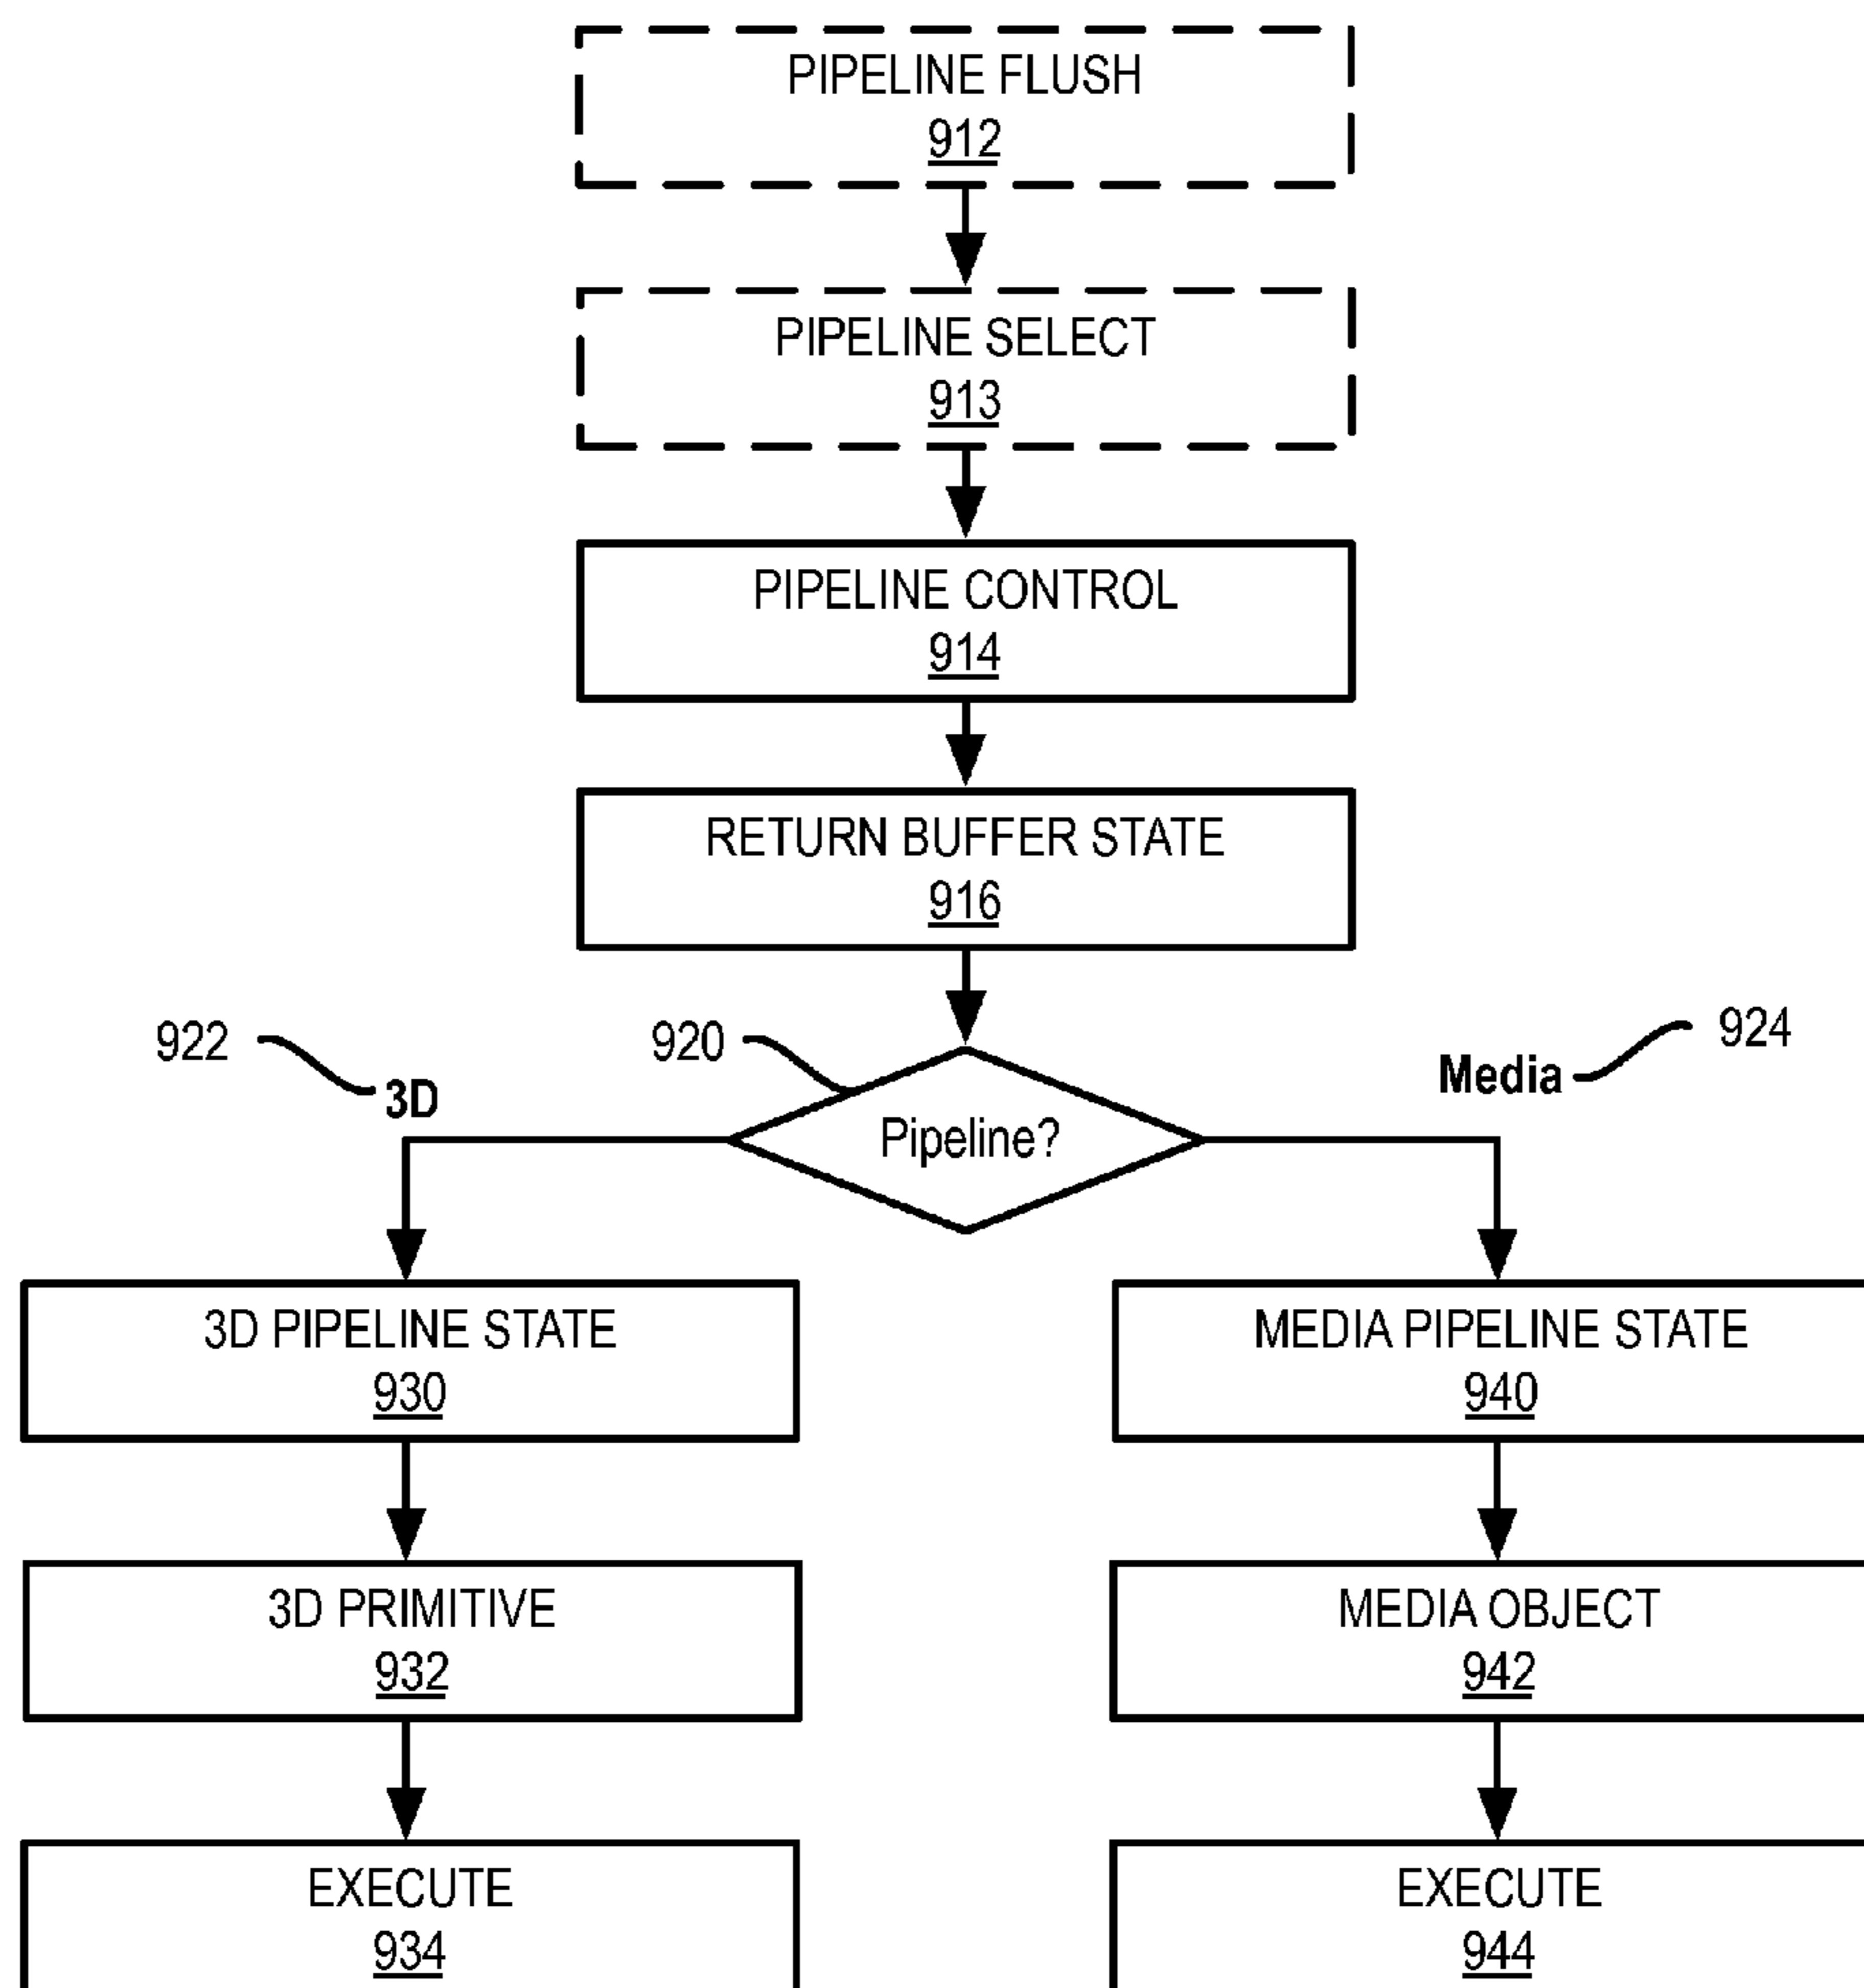 PIPELINE FLUSH
912
PIPELINE SELECT
913
PIPELINE CONTROL
914
RETURN BUFFER STATE
916
922
920
924
3D
Media
Pipeline?
3D PIPELINE STATE
930
MEDIA PIPELINE STATE
940
3D PRIMITIVE
932
MEDIA OBJECT
942
EXECUTE
934
EXECUTE
944